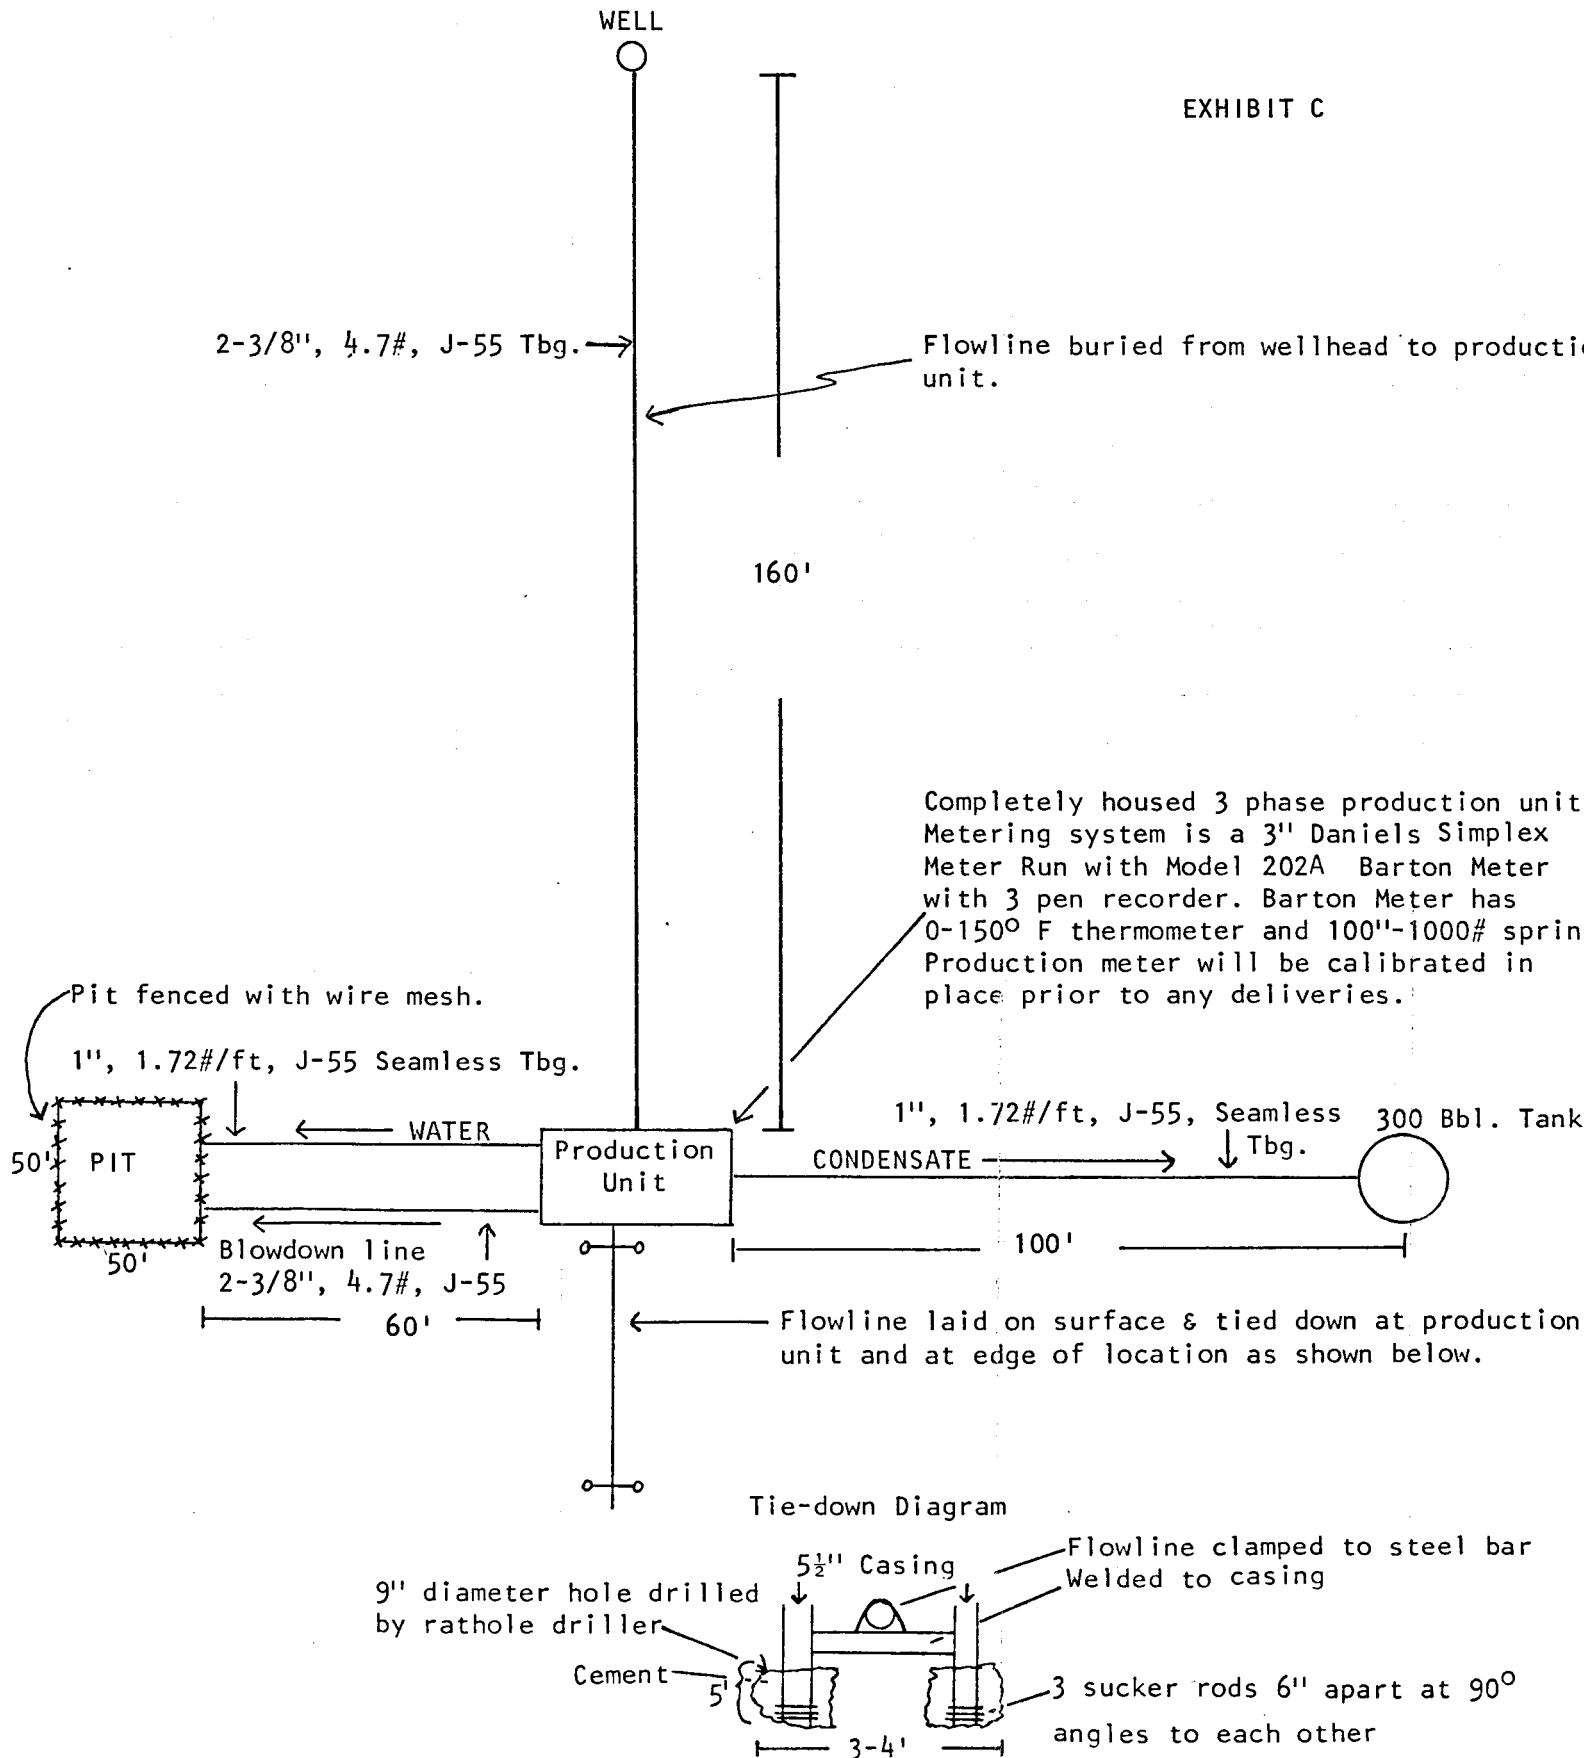 WELL
EXHIBIT C
2-3/8", 4.7#, J-55 Tbg.
Flowline buried from wellhead to producti
unit.
160'
Completely housed 3 phase production unit
Metering system is a 3" Daniels Simplex
Meter Run with Model 202A Barton Meter
with 3 pen recorder. Barton Meter has
0-150° F thermometer and 100"-1000# sprin
Production meter will be calibrated in
place prior to any deliveries.
Pit fenced with wire mesh.
1", 1.72#/ft, J-55 Seamless Tbg.
1", 1.72#/ft, J-55, Seamless
Tbg.
300 Bbl. Tank
WATER
50'
PIT
Production
Unit
CONDENSATE
50'
Blowdown line
2-3/8", 4.7#, J-55
60'
100'
Flowline laid on surface & tied down at production
unit and at edge of location as shown below.
Tie-down Diagram
5½" Casing
Flowline clamped to steel bar
Welded to casing
9" diameter hole drilled
by rathole driller
Cement
5'
3 sucker rods 6" apart at 90°
angles to each other
3-4'